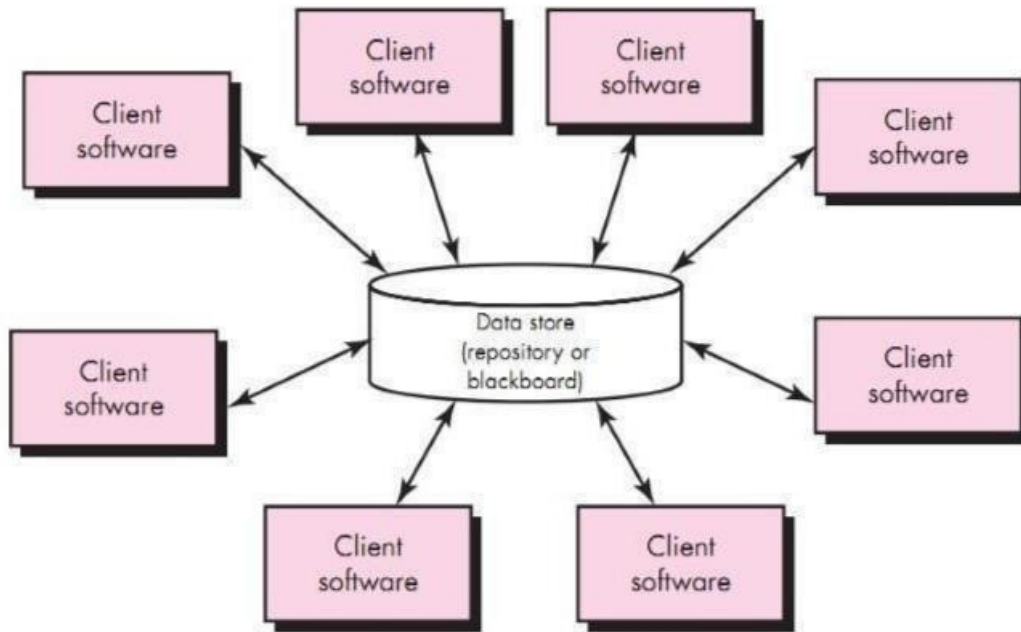 Client
software
Client
software
Client
software
Client
software
Data store
(repository or
blackboard)
Client
software
Client
software
Client
software
Client
software